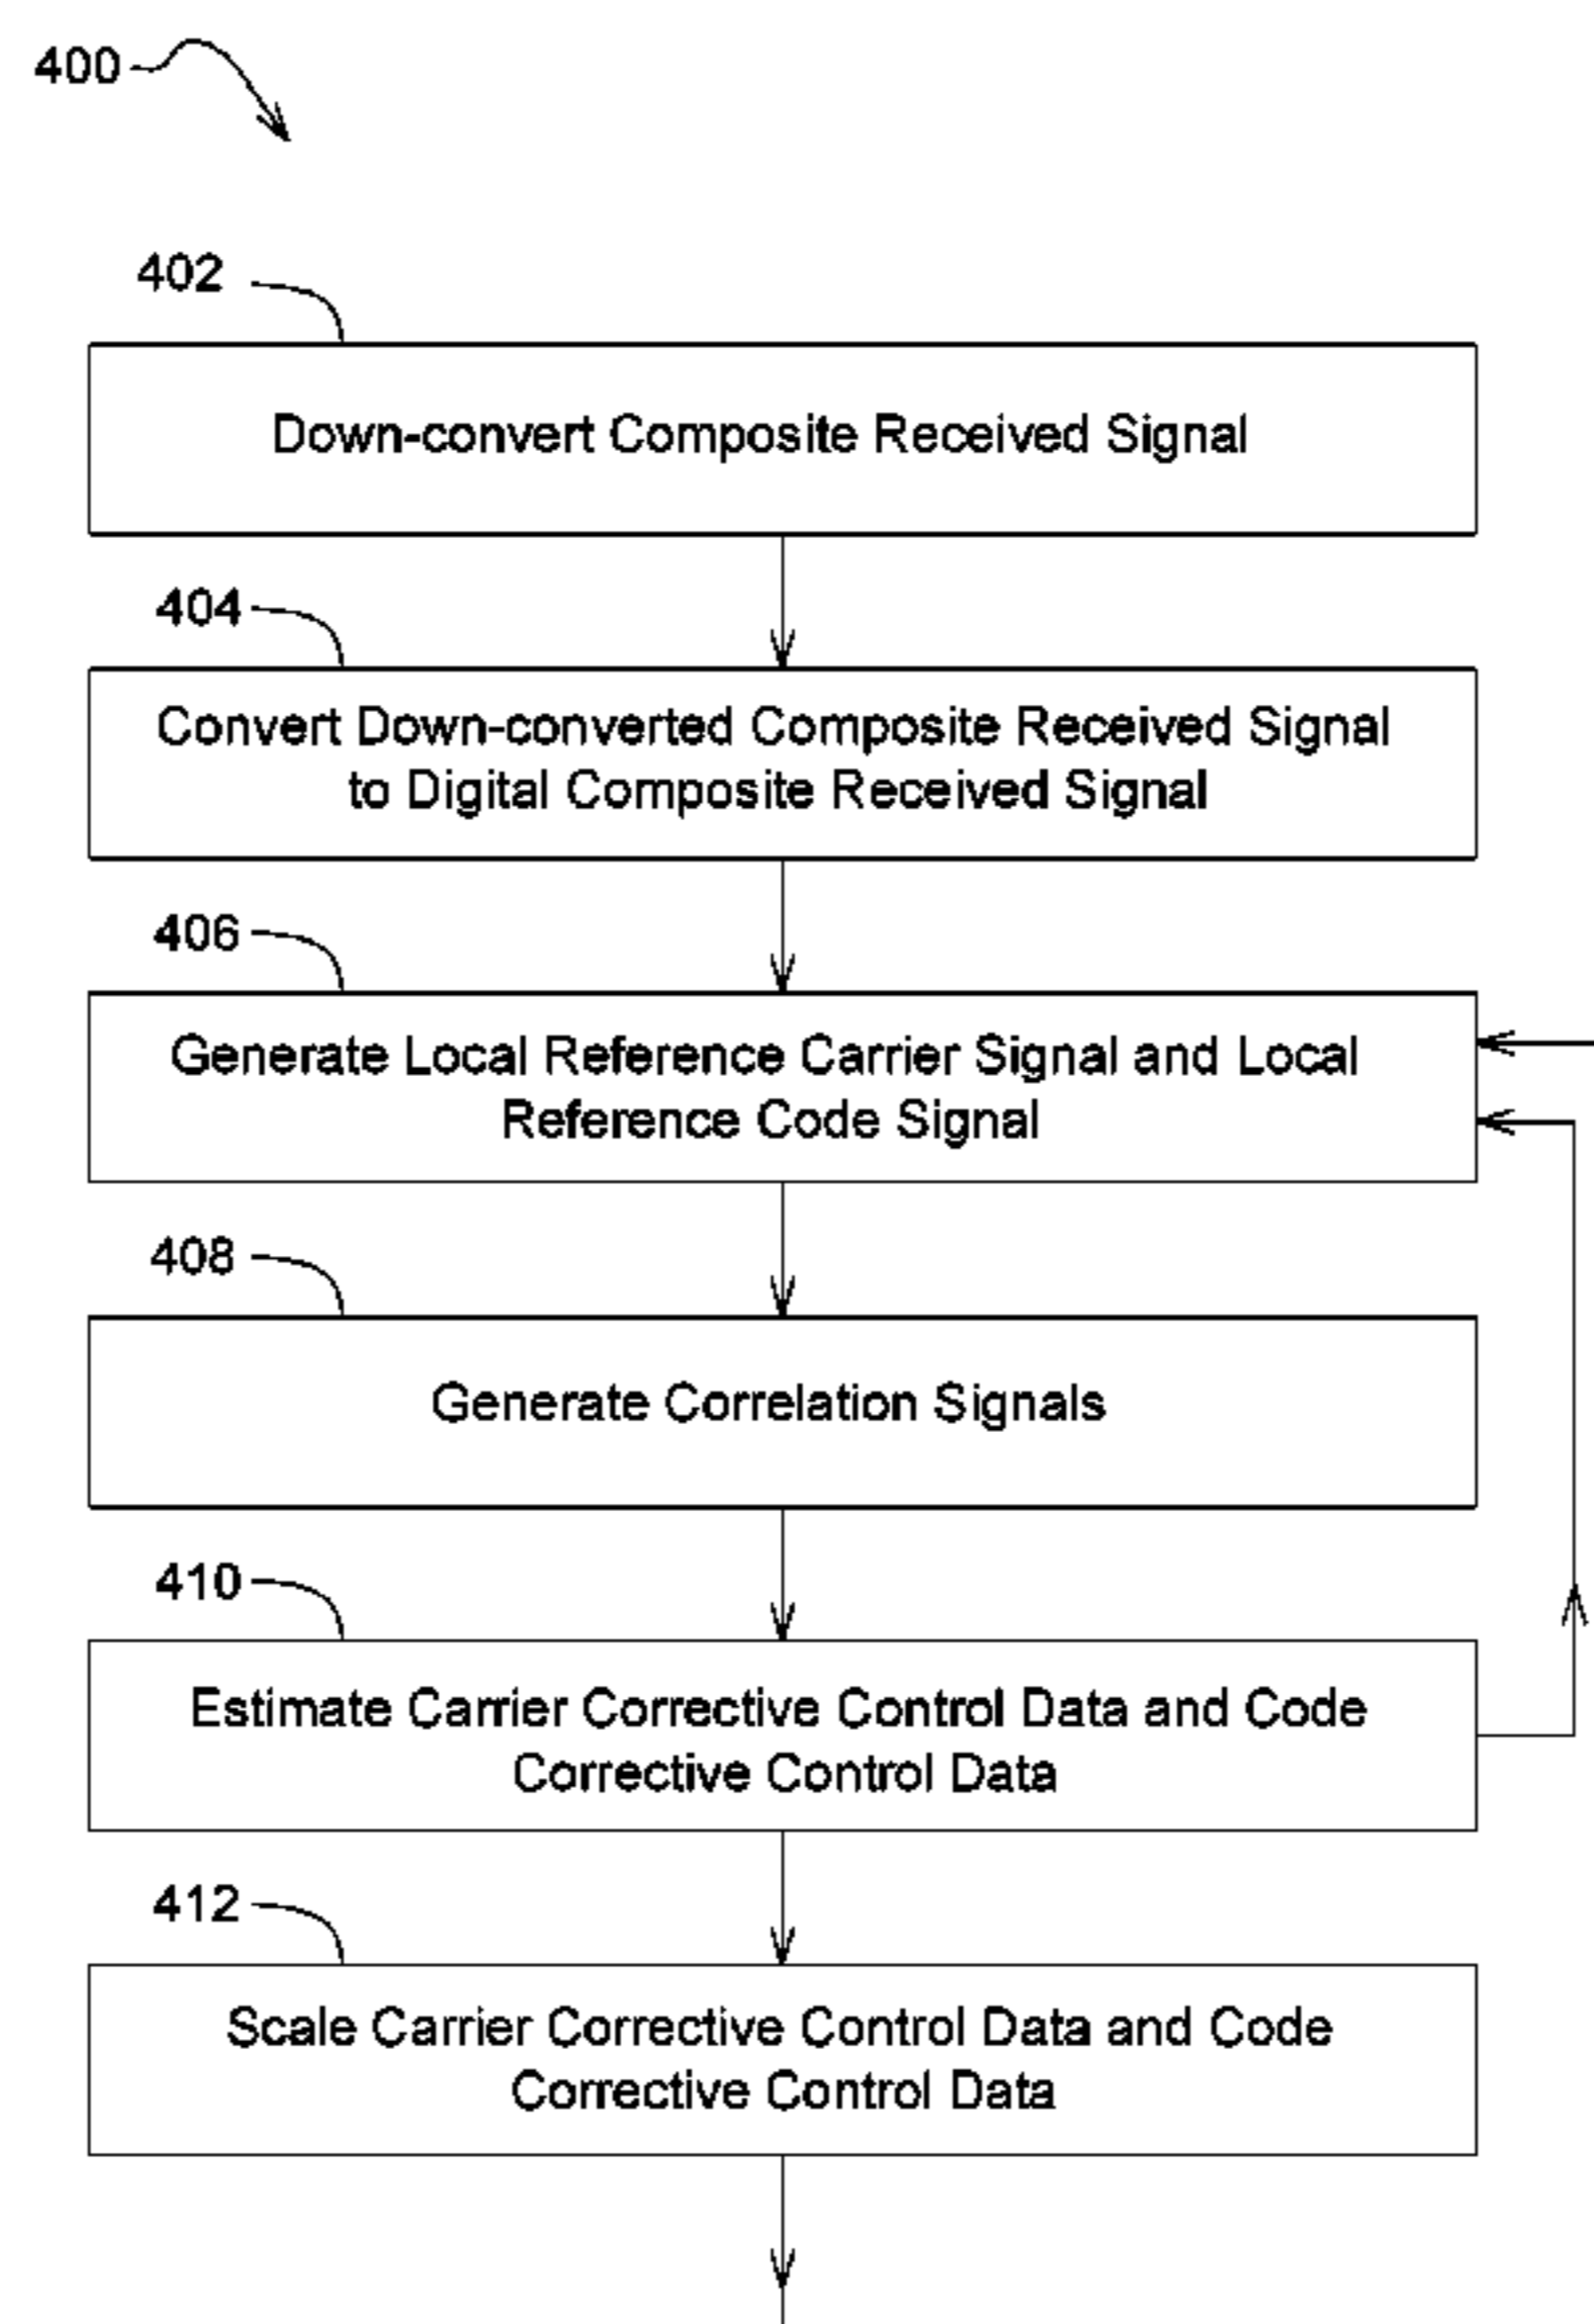 400
402
Down-convert Composite Received Signal
404
Convert Down-converted Composite Received Signal
to Digital Composite Received Signal
406
Generate Local Reference Carrier Signal and Local
Reference Code Signal
408
Generate Correlation Signals
410
Estimate Carrier Corrective Control Data and Code
Corrective Control Data
412
Scale Carrier Corrective Control Data and Code
Corrective Control Data